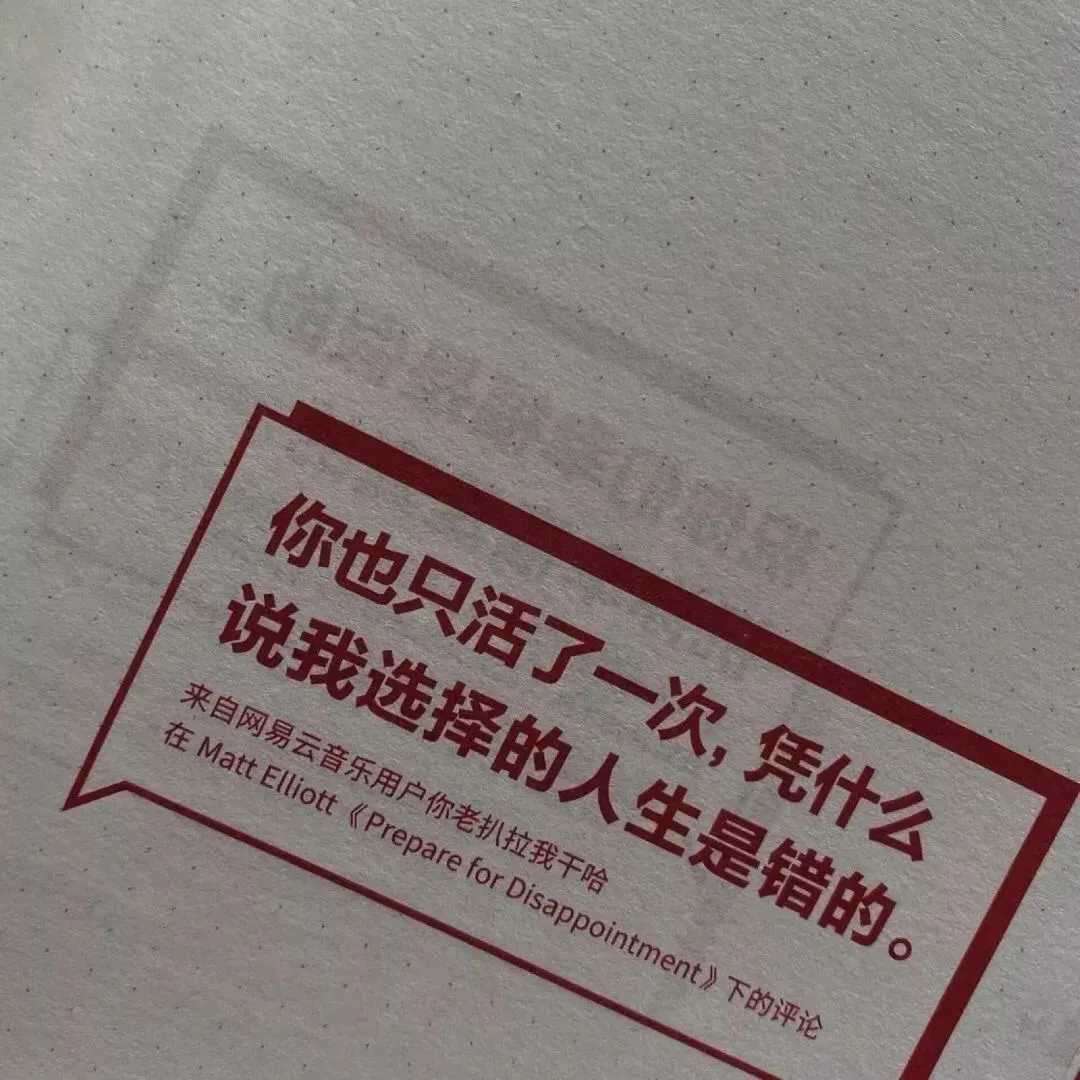 你也只活了一次, 凭什么
说我选择的人生是错的。
来自网易云音乐用户你老扒拉我干哈
在 Matt Elliott《Prepare for Disappointment》下的评论